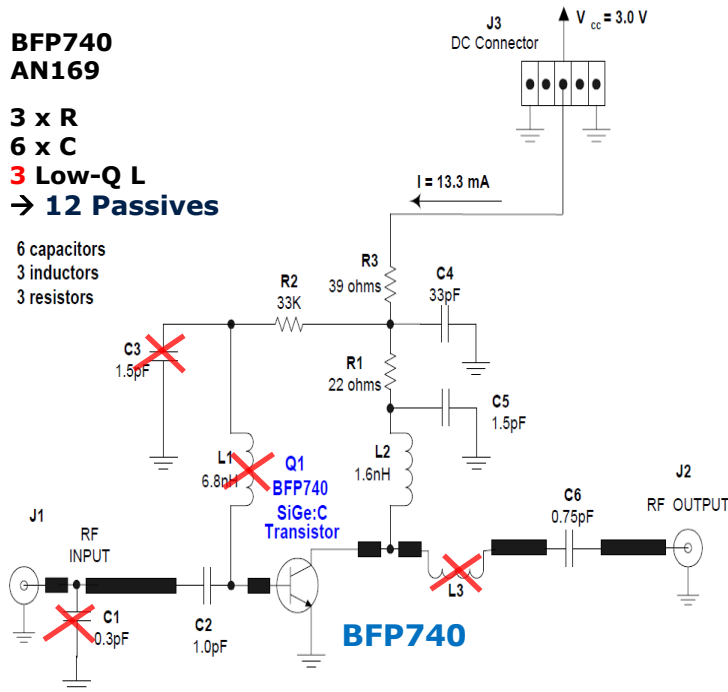 BFP740
AN169
3 x R
6 x C
3 Low-Q L
→ 12 Passives
6 capacitors
3 inductors
3 resistors
J3
DC Connector
V cc = 3.0 V
I = 13.3 mA
R3
39 ohms
C4
33pF
R2
33K
R1
22 ohms
C5
1.5pF
C3
1.5pF
L1
6.8nH
L2
1.6nH
Q1
BFP740
SiGe:C
Transistor
J1
RF
INPUT
C1
0.3pF
C2
1.0pF
L3
C6
0.75pF
J2
RF OUTPUT
BFP740